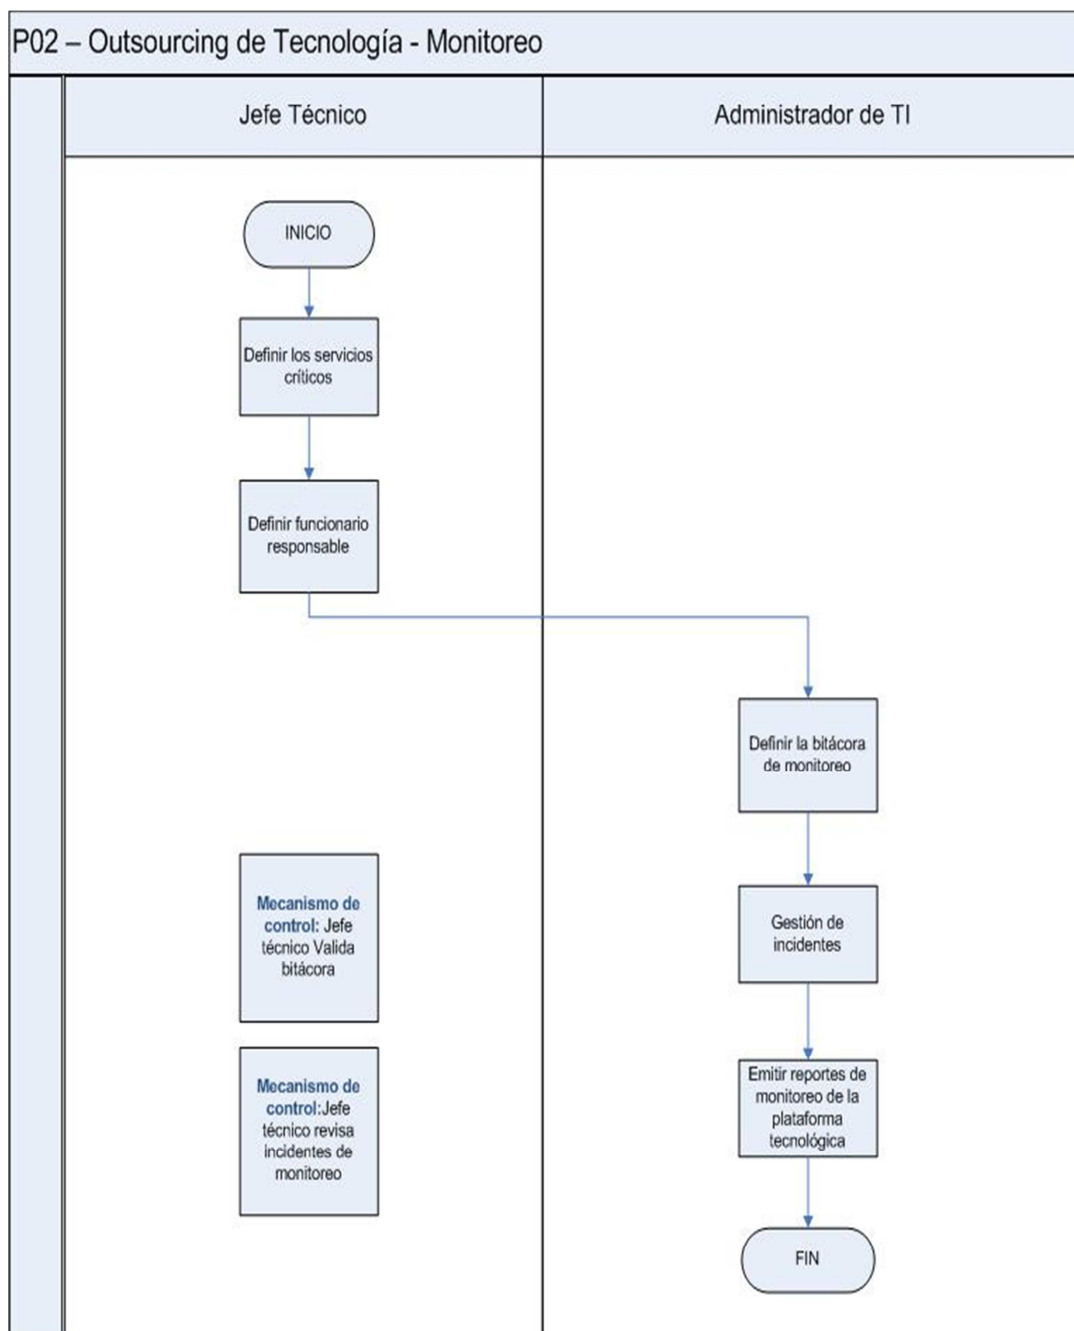 P02 – Outsourcing de Tecnología - Monitoreo
Jefe Técnico
Administrador de TI
INICIO
Definir los servicios
críticos
Definir funcionario
responsable
Definir la bitácora
de monitoreo
Mecanismo de
control: Jefe
técnico Valida
bitácora
Gestión de
incidentes
Mecanismo de
control:Jefe
técnico revisa
incidentes de
monitoreo
Emitir reportes de
monitoreo de la
plataforma
tecnológica
FIN